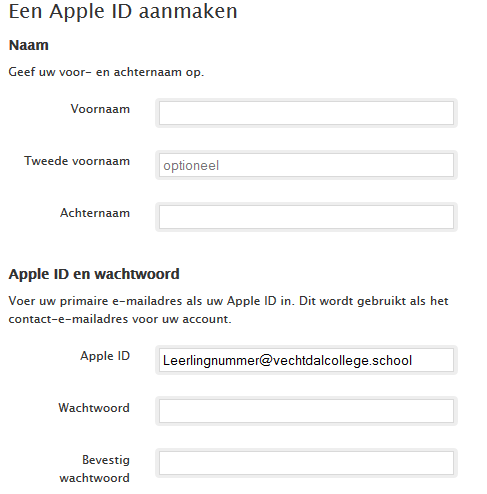 Een Apple ID aanmaken
Naam
Geef uw voor- en achternaam op.
Voornaam
Tweede voornaam
optioneel
Achternaam
Apple ID en wachtwoord
Voer uw primaire e-mailadres als uw Apple ID in. Dit wordt gebruikt als het
contact-e-mailadres voor uw account.
Apple ID
Leerlingnummer@vechtdalcollege.school
Wachtwoord
Bevestig
wachtwoord